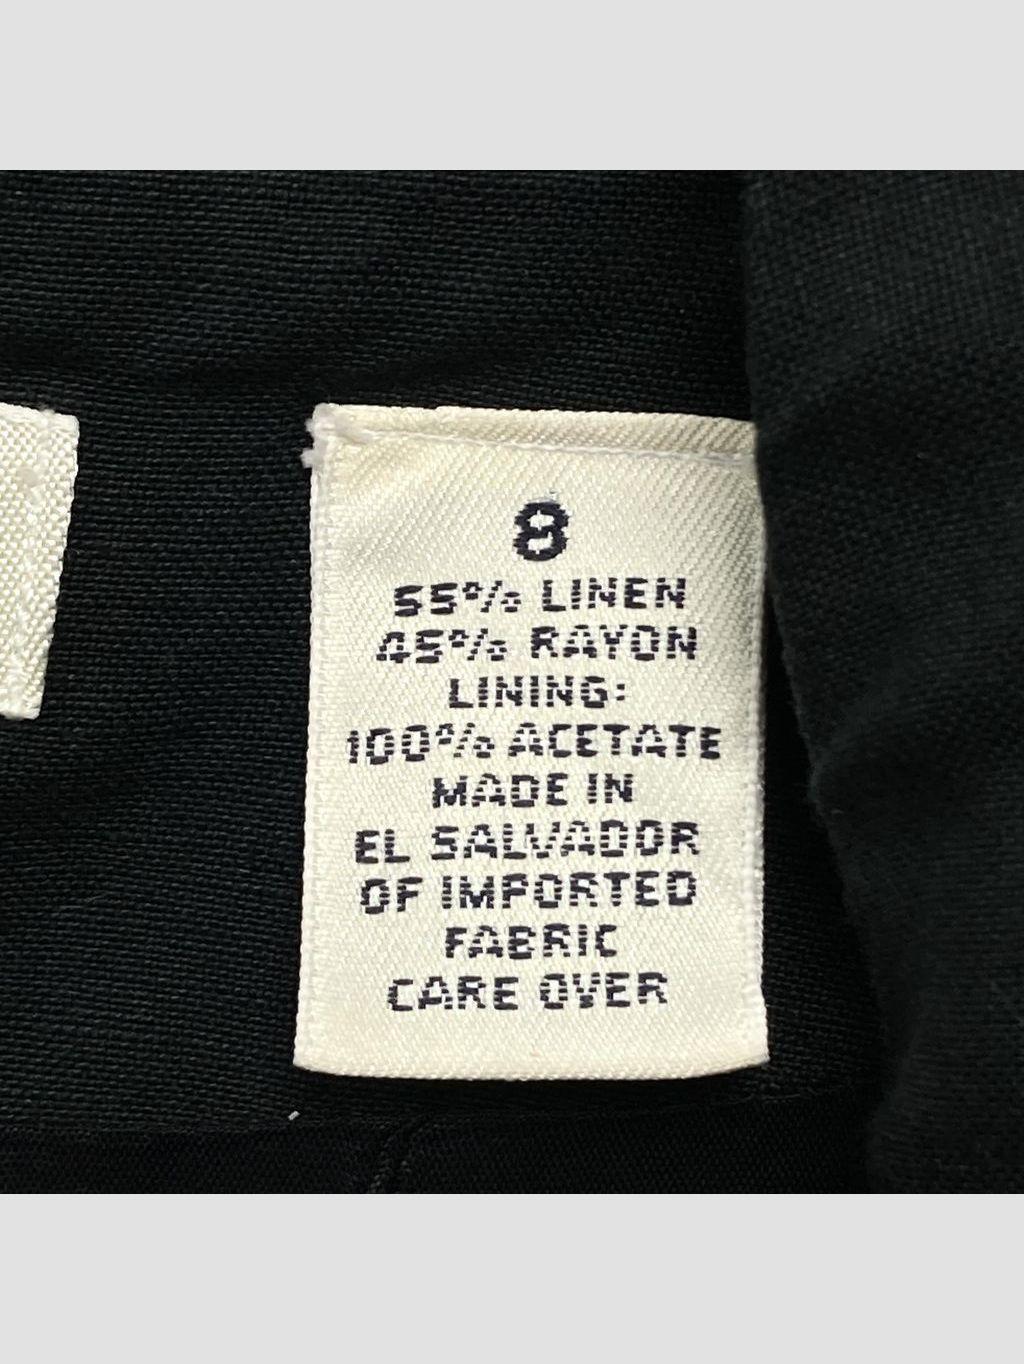 8
55% LINEN
45% RAYON
LINING:
100% ACETATE
MADE IN
EL SALVADOR
OF IMPORTED
FABRIC
CARE OVER